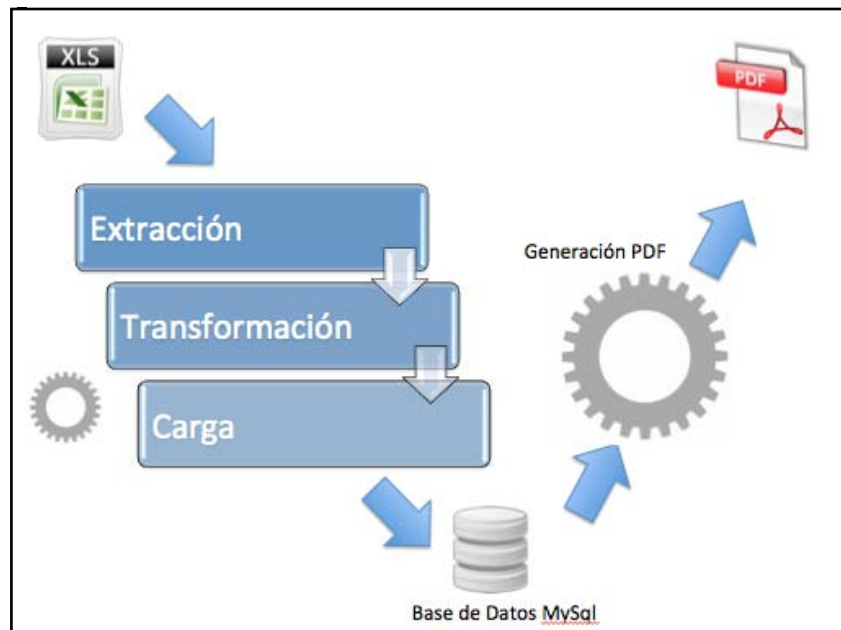 XLS
PDF
Extracción
Generación PDF
Transformación
Carga
Base de Datos MySql